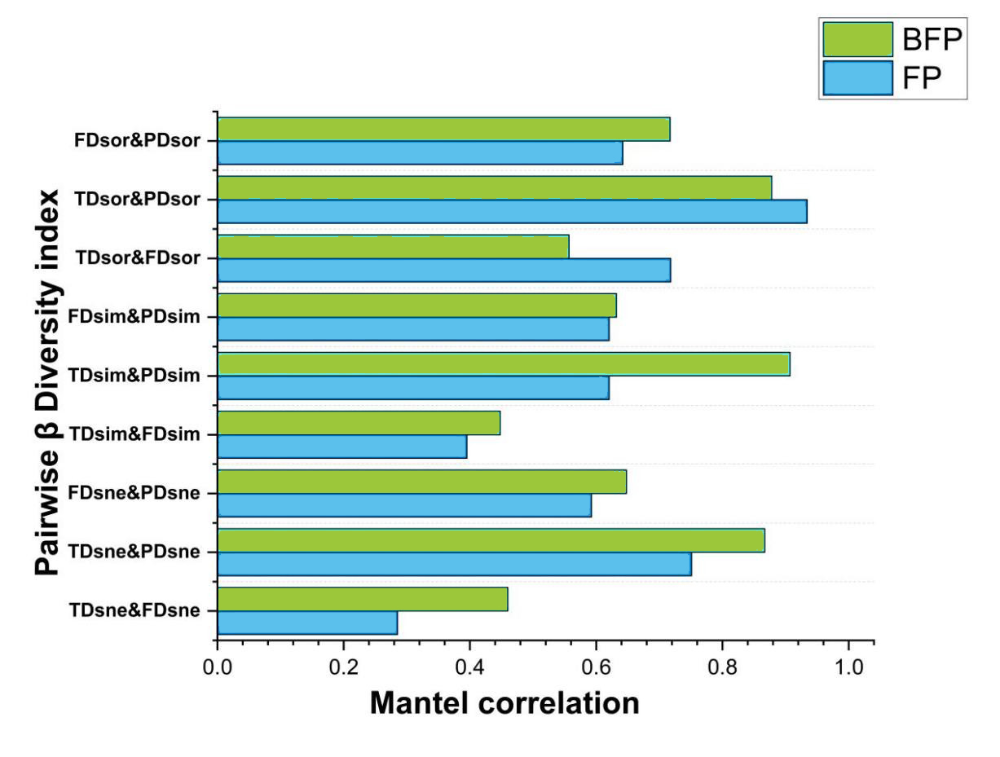 BFP
FP
FDsor&PDsor
TDsor&PDsor
TDsor&FDsor
FDsim&PDsim
TDsim&PDsim
TDsim&FDsim
FDsne&PDsne
TDsne&PDsne
TDsne&FDsne
Pairwise β Diversity index
0.0 0.2 0.4 0.6 0.8 1.0
Mantel correlation